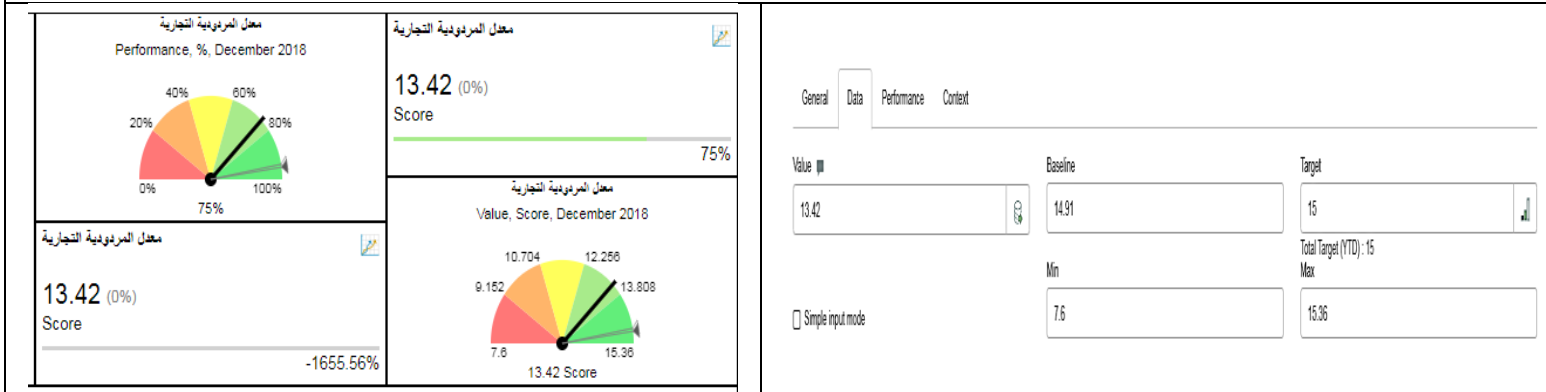 معدل المردودية التجارية
Performance, %, December 2018
40%
60%
20%
80%
0%
100%
75%
معدل المردودية التجارية
13.42 (0%)
Score
75%
معدل المردودية التجارية
13.42 (0%)
Score
-1655.56%
معدل المردودية التجارية
Value, Score, December 2018
10.704
12.256
9.152
13.808
7.6
15.36
13.42 Score
General Data Performance Context
Value Baseline Target
13.42 14.91 15
Total Target (YTD) : 15
Min Max
Simple input mode 7.6 15.36